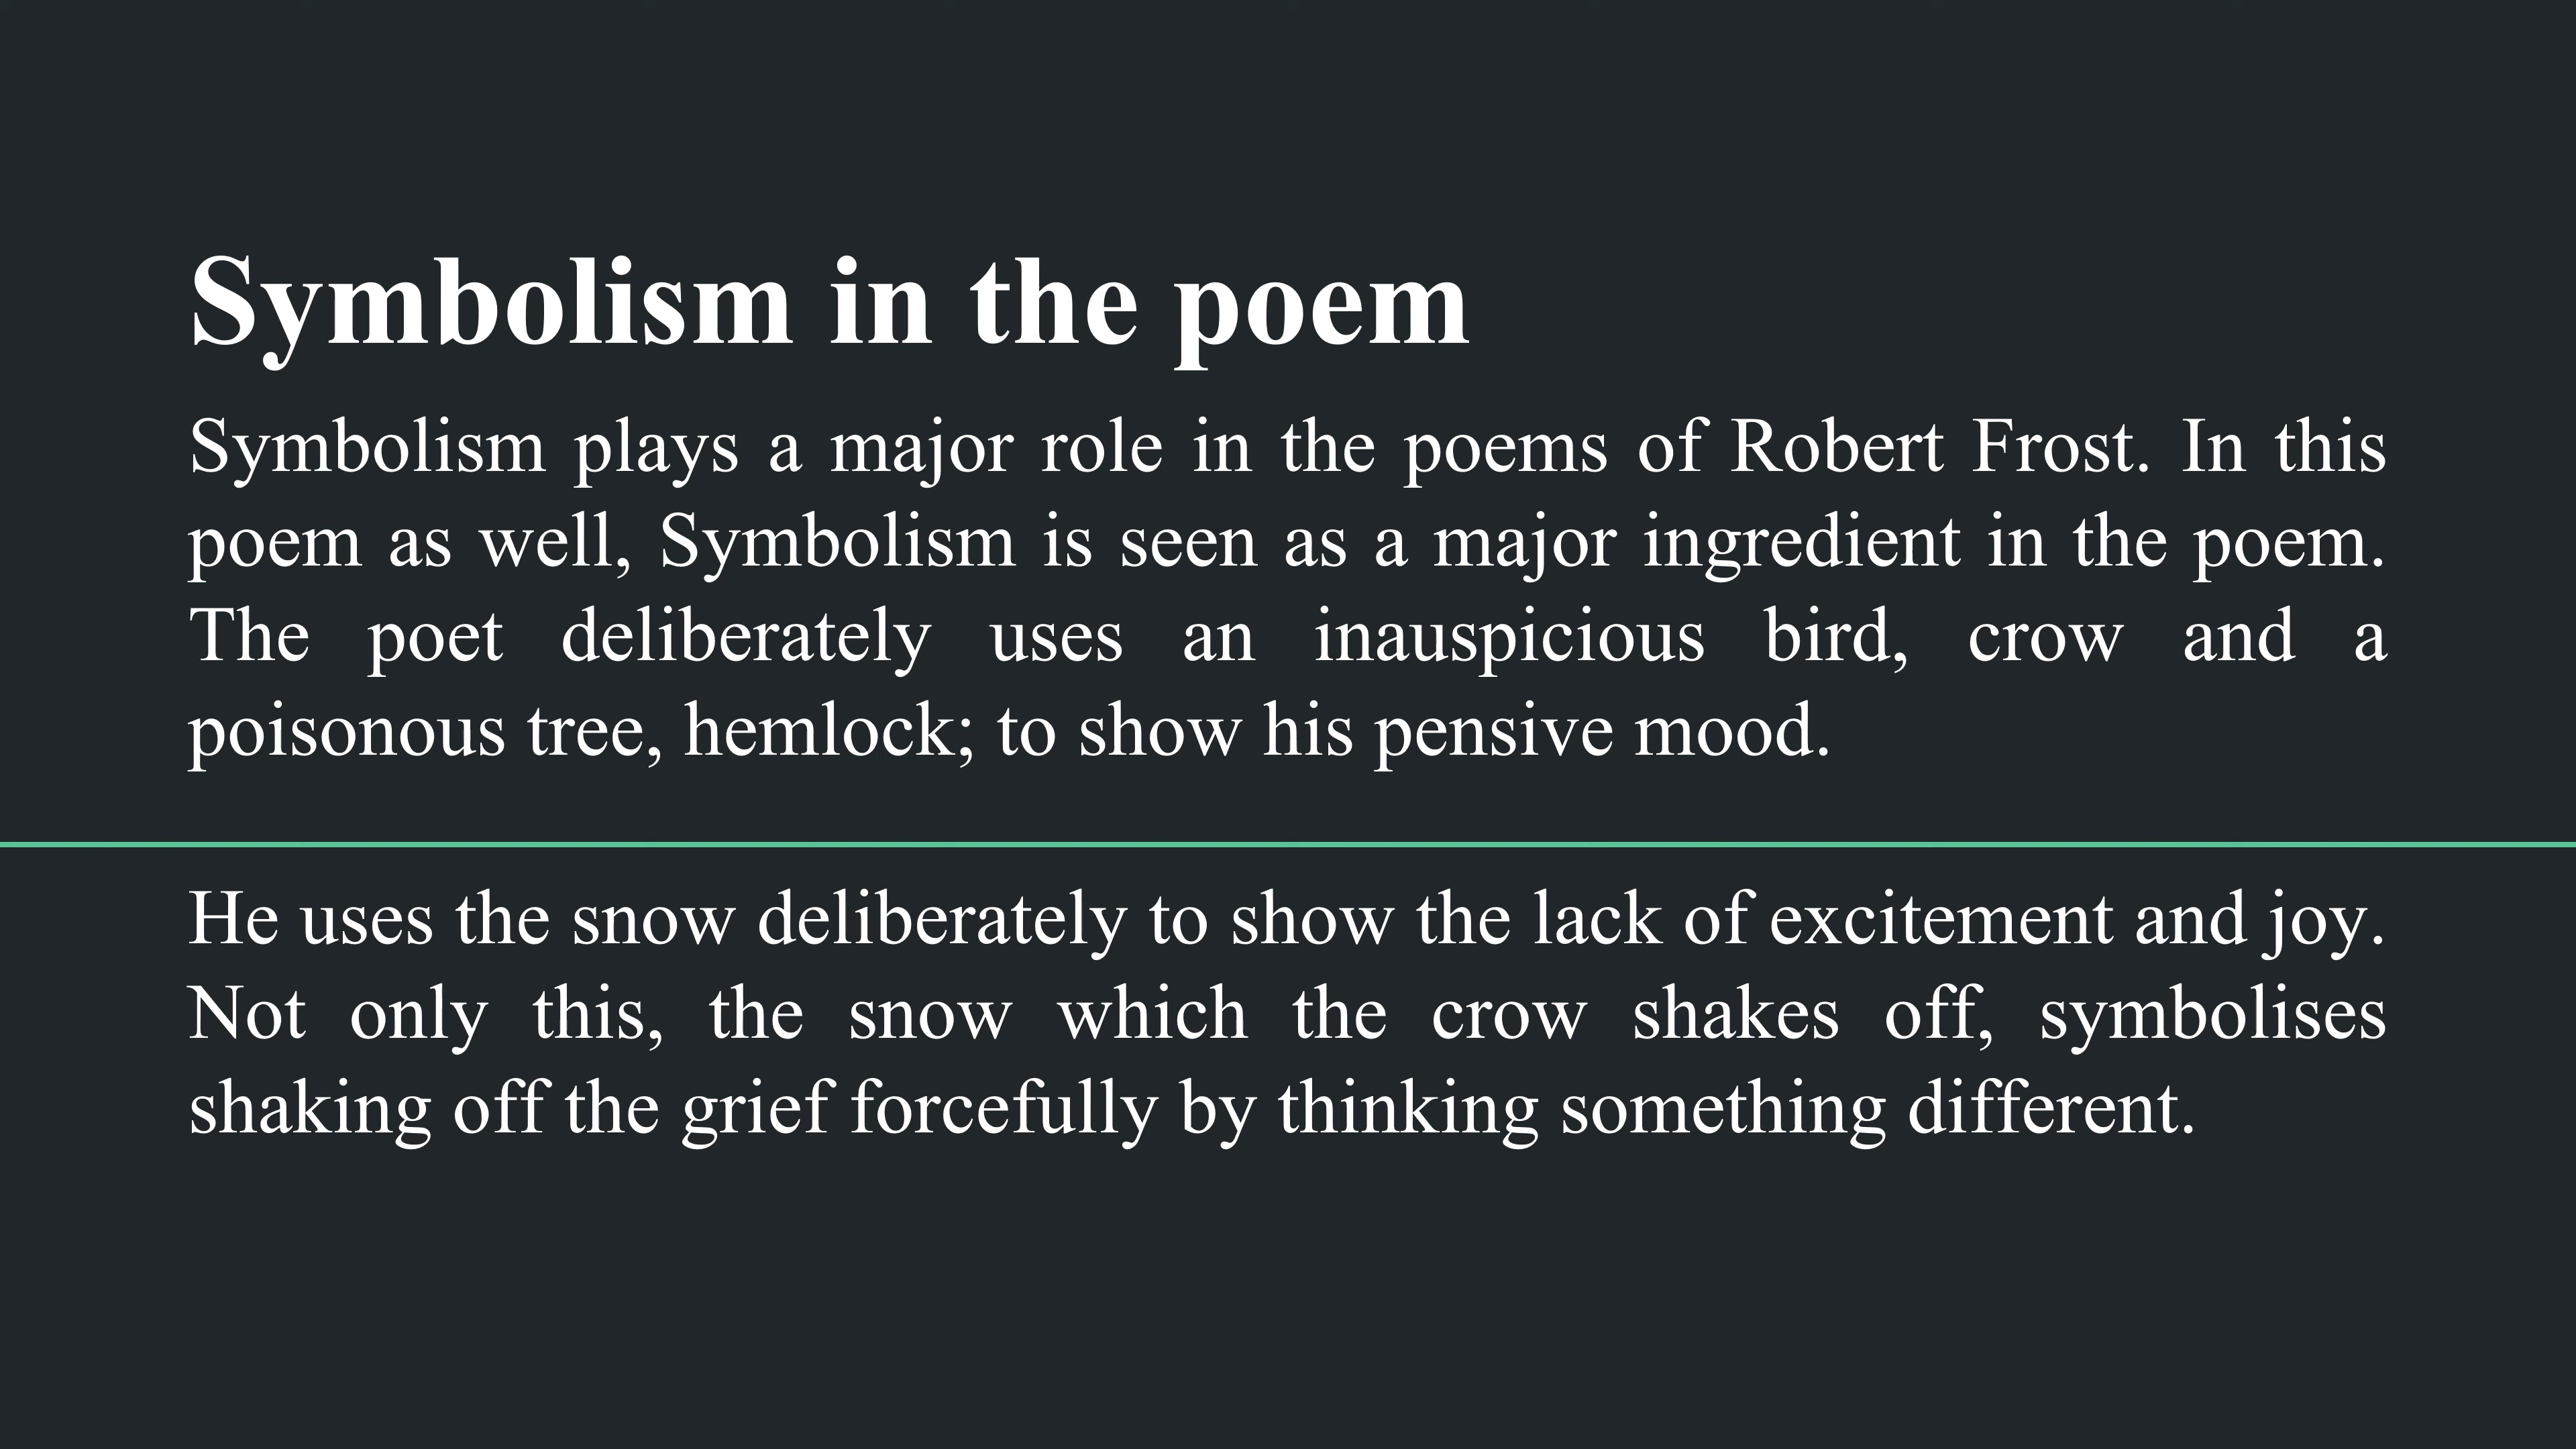 Symbolism in the poem
Symbolism plays a major role in the poems of Robert Frost. In this
poem as well, Symbolism is seen as a major ingredient in the poem.
The poet deliberately uses an inauspicious bird, crow and a
poisonous tree, hemlock; to show his pensive mood.
He uses the snow deliberately to show the lack of excitement and joy.
Not only this, the snow which the crow shakes off, symbolises
shaking off the grief forcefully by thinking something different.